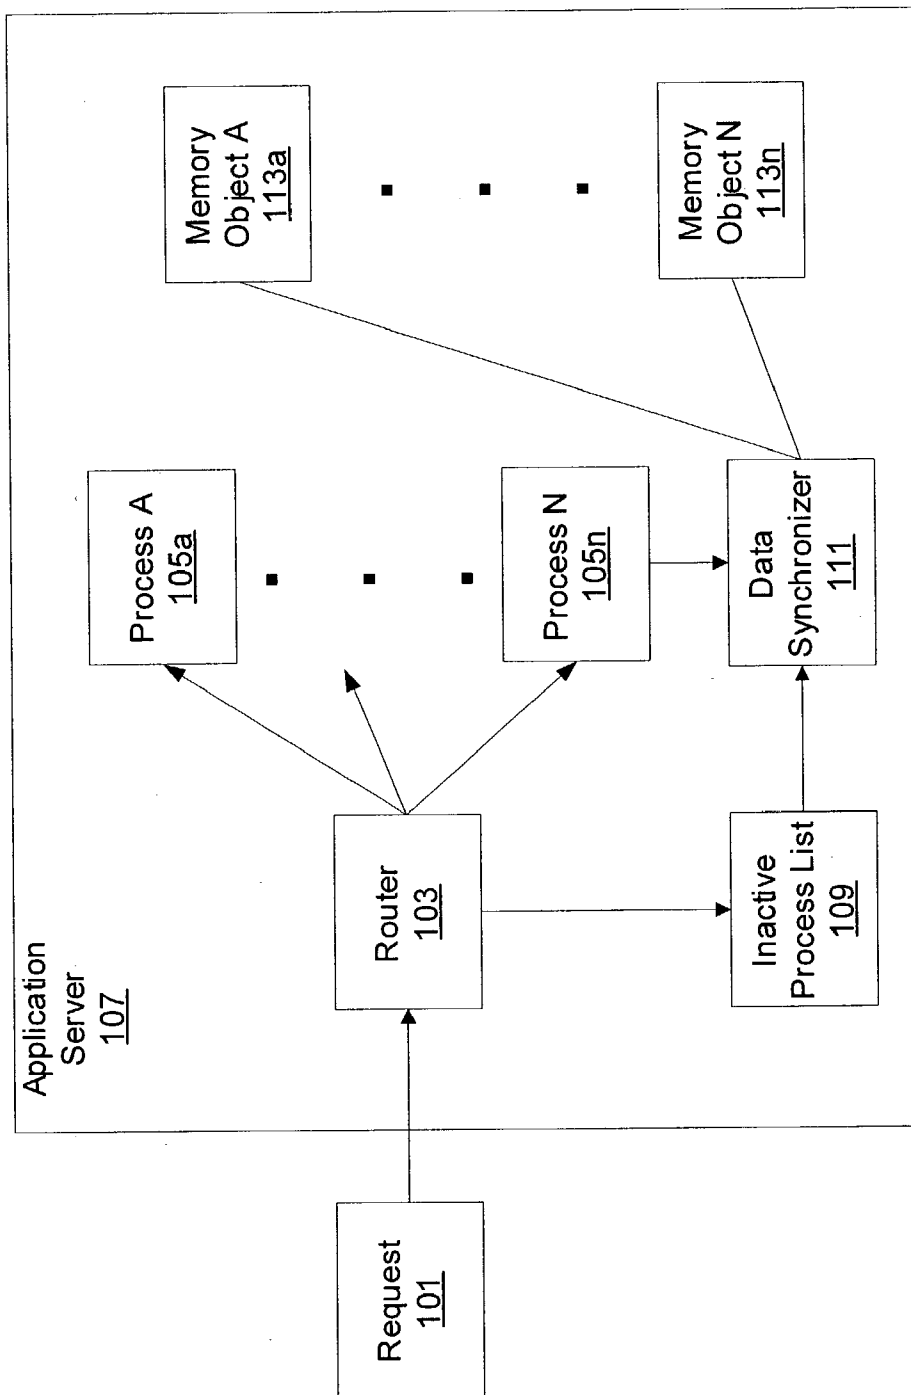 Application
Server
107
Request
101
Router
103
Inactive
Process List
109
Process A
105a
Process N
105n
Data
Synchronizer
111
Memory
Object A
113a
Memory
Object N
113n